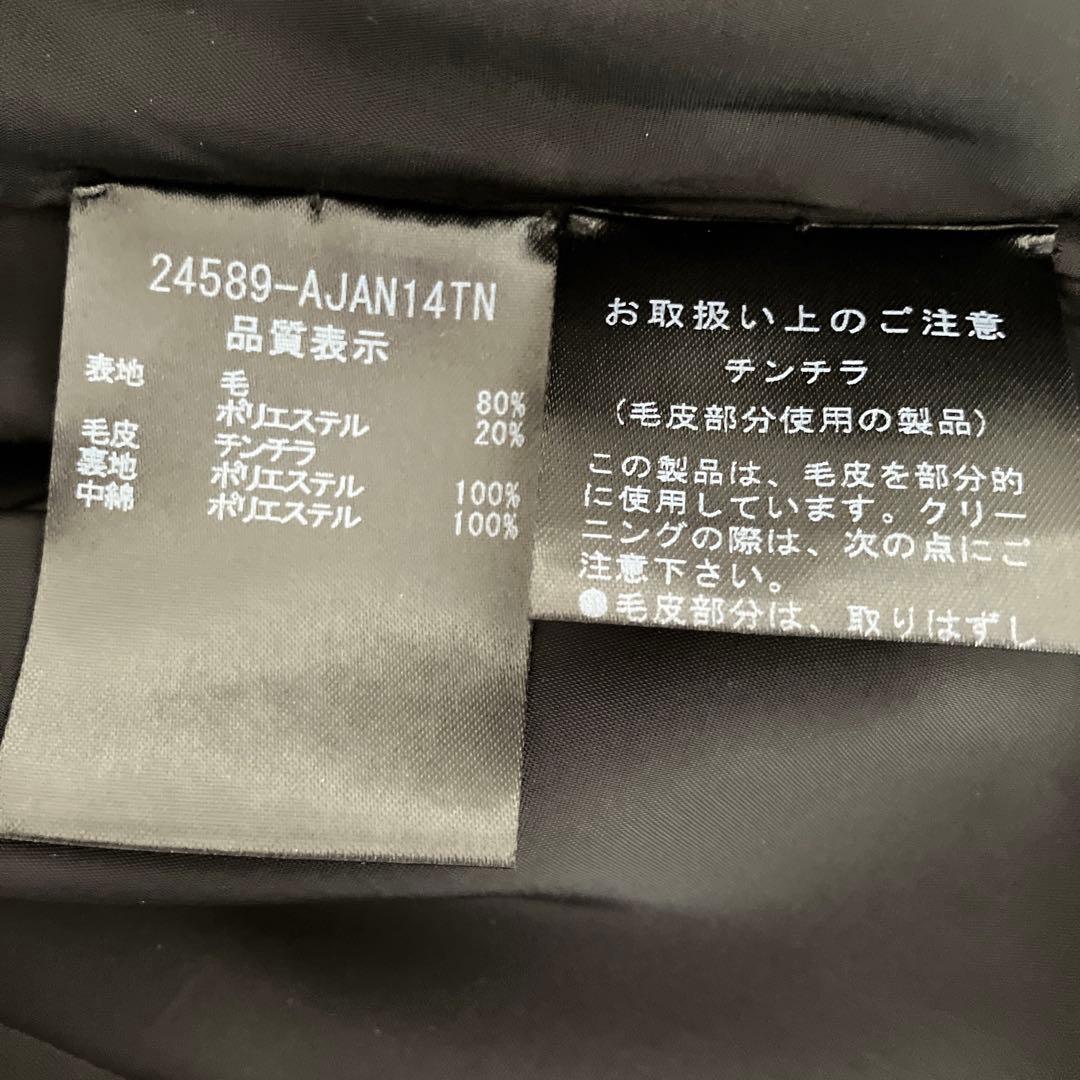 24589-AJAN14TN
品質表示
表地 毛 80%
ポリエステル 20%
毛皮 チンチラ
裏地 ポリエステル 100%
中綿 ポリエステル 100%
お取扱い上のご注意
チンチラ
(毛皮部分使用の製品)
この製品は、毛皮を部分的
に使用しています。クリー
ニングの際は、次の点にご
注意下さい。
●毛皮部分は、取りはずし